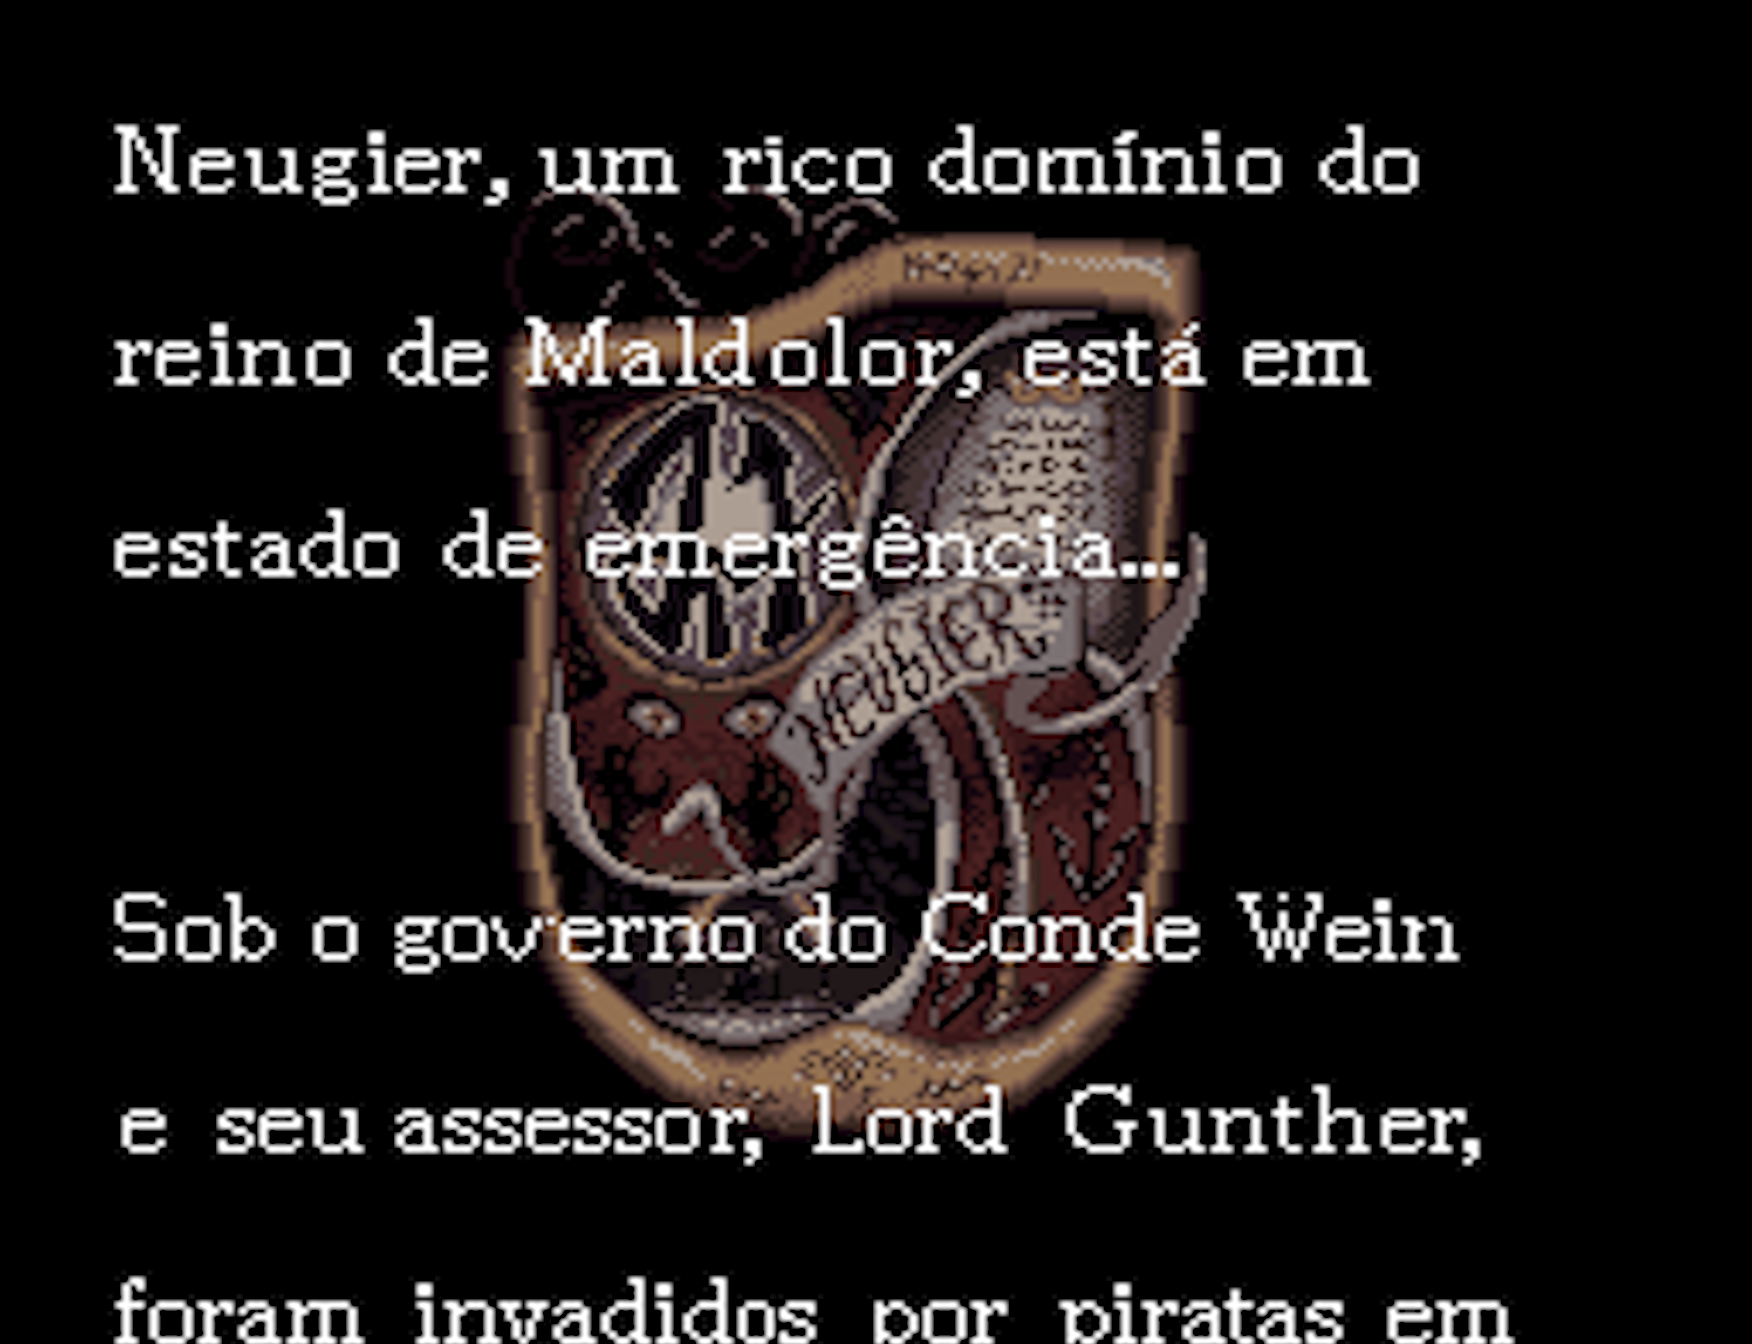 Neugier, um rico domínio do
reino de Maldolor, está em
estado de emergência...
NEUGIER
Sob o governo do Conde Wein
e seu assessor, Lord Gunther,
foram invadidos por piratas em